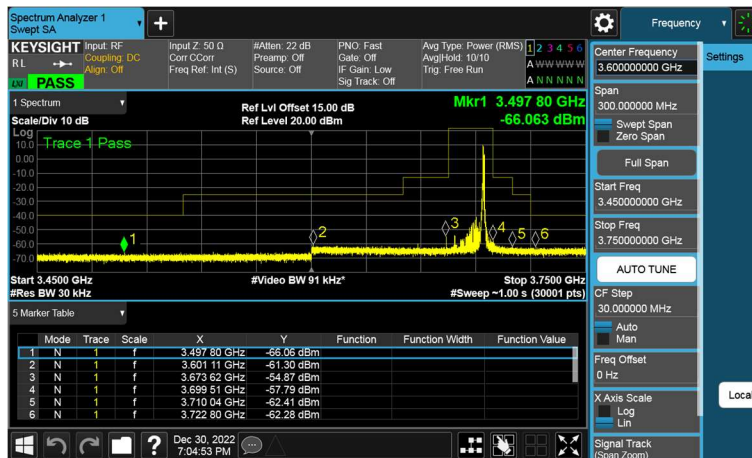 Spectrum Analyzer 1
Swept SA
Frequency
KEYSIGHT
RL
PASS
Input: RF
Coupling: DC
Align: Off
Input Z: 50 Ω
Corr CCorr
Freq Ref: Int (S)
#Atten: 22 dB
Preamp: Off
Source: Off
PNO: Fast
Gate: Off
IF Gain: Low
Sig Track: Off
Avg Type: Power (RMS)
Avg|Hold: 10/10
Trig: Free Run
1 2 3 4 5 6
A W W W W W
A N N N N N
1 Spectrum
Scale/Div 10 dB
Ref Lvl Offset 15.00 dB
Ref Level 20.00 dBm
Mkr1 3.497 80 GHz
-66.063 dBm
Log
Trace 1 Pass
10.0
0.00
-10.0
-20.0
-30.0
-40.0
-50.0
-60.0
-70.0
1
2
3
4
5
6
Start 3.4500 GHz
#Video BW 91 kHz*
Stop 3.7500 GHz
#Res BW 30 kHz
#Sweep ~1.00 s (30001 pts)
5 Marker Table
Mode Trace Scale X Y Function Function Width Function Value
1 N 1 f 3.497 80 GHz -66.06 dBm
2 N 1 f 3.601 11 GHz -61.30 dBm
3 N 1 f 3.673 62 GHz -54.87 dBm
4 N 1 f 3.699 51 GHz -57.79 dBm
5 N 1 f 3.710 04 GHz -62.41 dBm
6 N 1 f 3.722 80 GHz -62.28 dBm
?
Dec 30, 2022
7:04:53 PM
Center Frequency
3.600000000 GHz
Settings
Span
300.000000 MHz
Swept Span
Zero Span
Full Span
Start Freq
3.450000000 GHz
Stop Freq
3.750000000 GHz
AUTO TUNE
CF Step
30.000000 MHz
Auto
Man
Freq Offset
0 Hz
X Axis Scale
Log
Lin
Local
Signal Track
(Span Zoom)